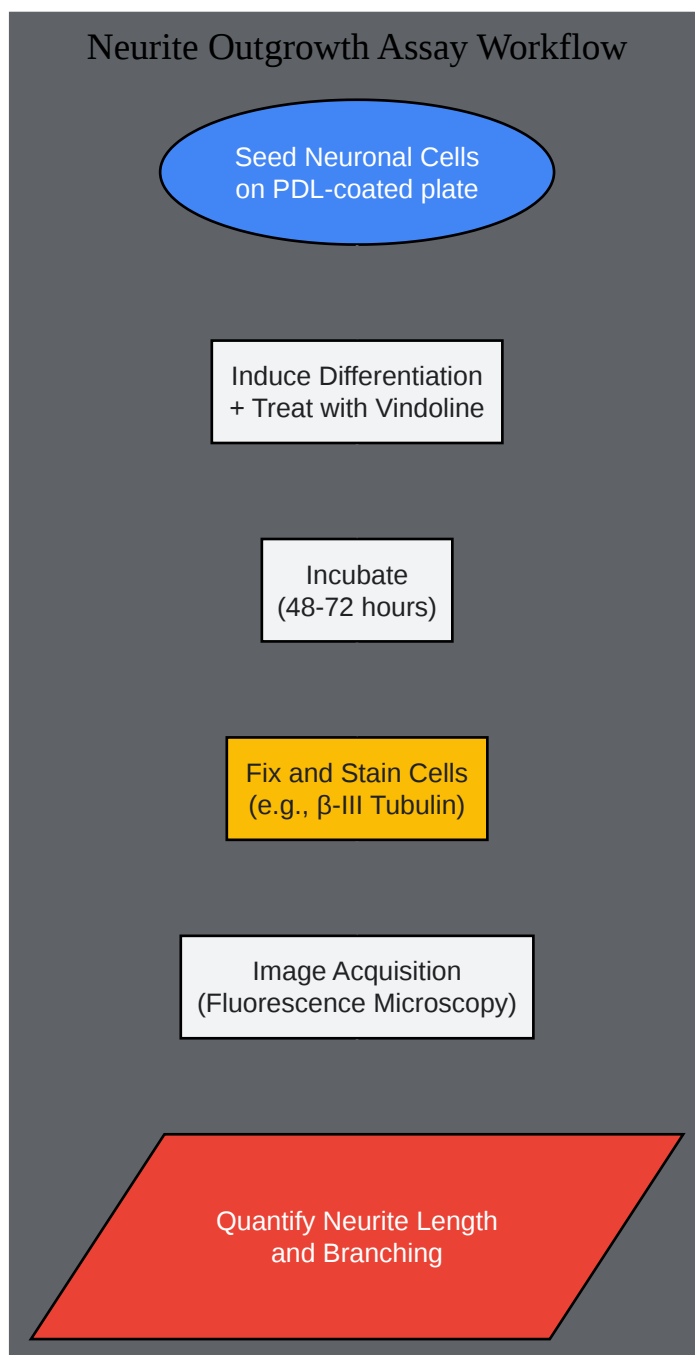 Neurite Outgrowth Assay Workflow
Seed Neuronal Cells
on PDL-coated plate
Induce Differentiation
+ Treat with Vindoline
Incubate
(48-72 hours)
Fix and Stain Cells
(e.g., β-III Tubulin)
Image Acquisition
(Fluorescence Microscopy)
Quantify Neurite Length
and Branching